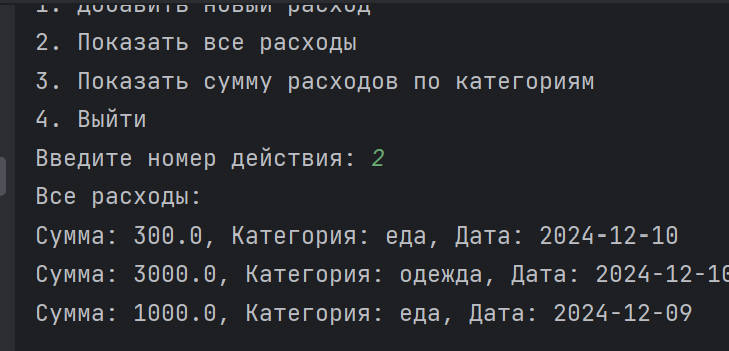 1. Добавить новый расход
2. Показать все расходы
3. Показать сумму расходов по категориям
4. Выйти
Введите номер действия: 2
Все расходы:
Сумма: 300.0, Категория: еда, Дата: 2024-12-10
Сумма: 3000.0, Категория: одежда, Дата: 2024-12-10
Сумма: 1000.0, Категория: еда, Дата: 2024-12-09